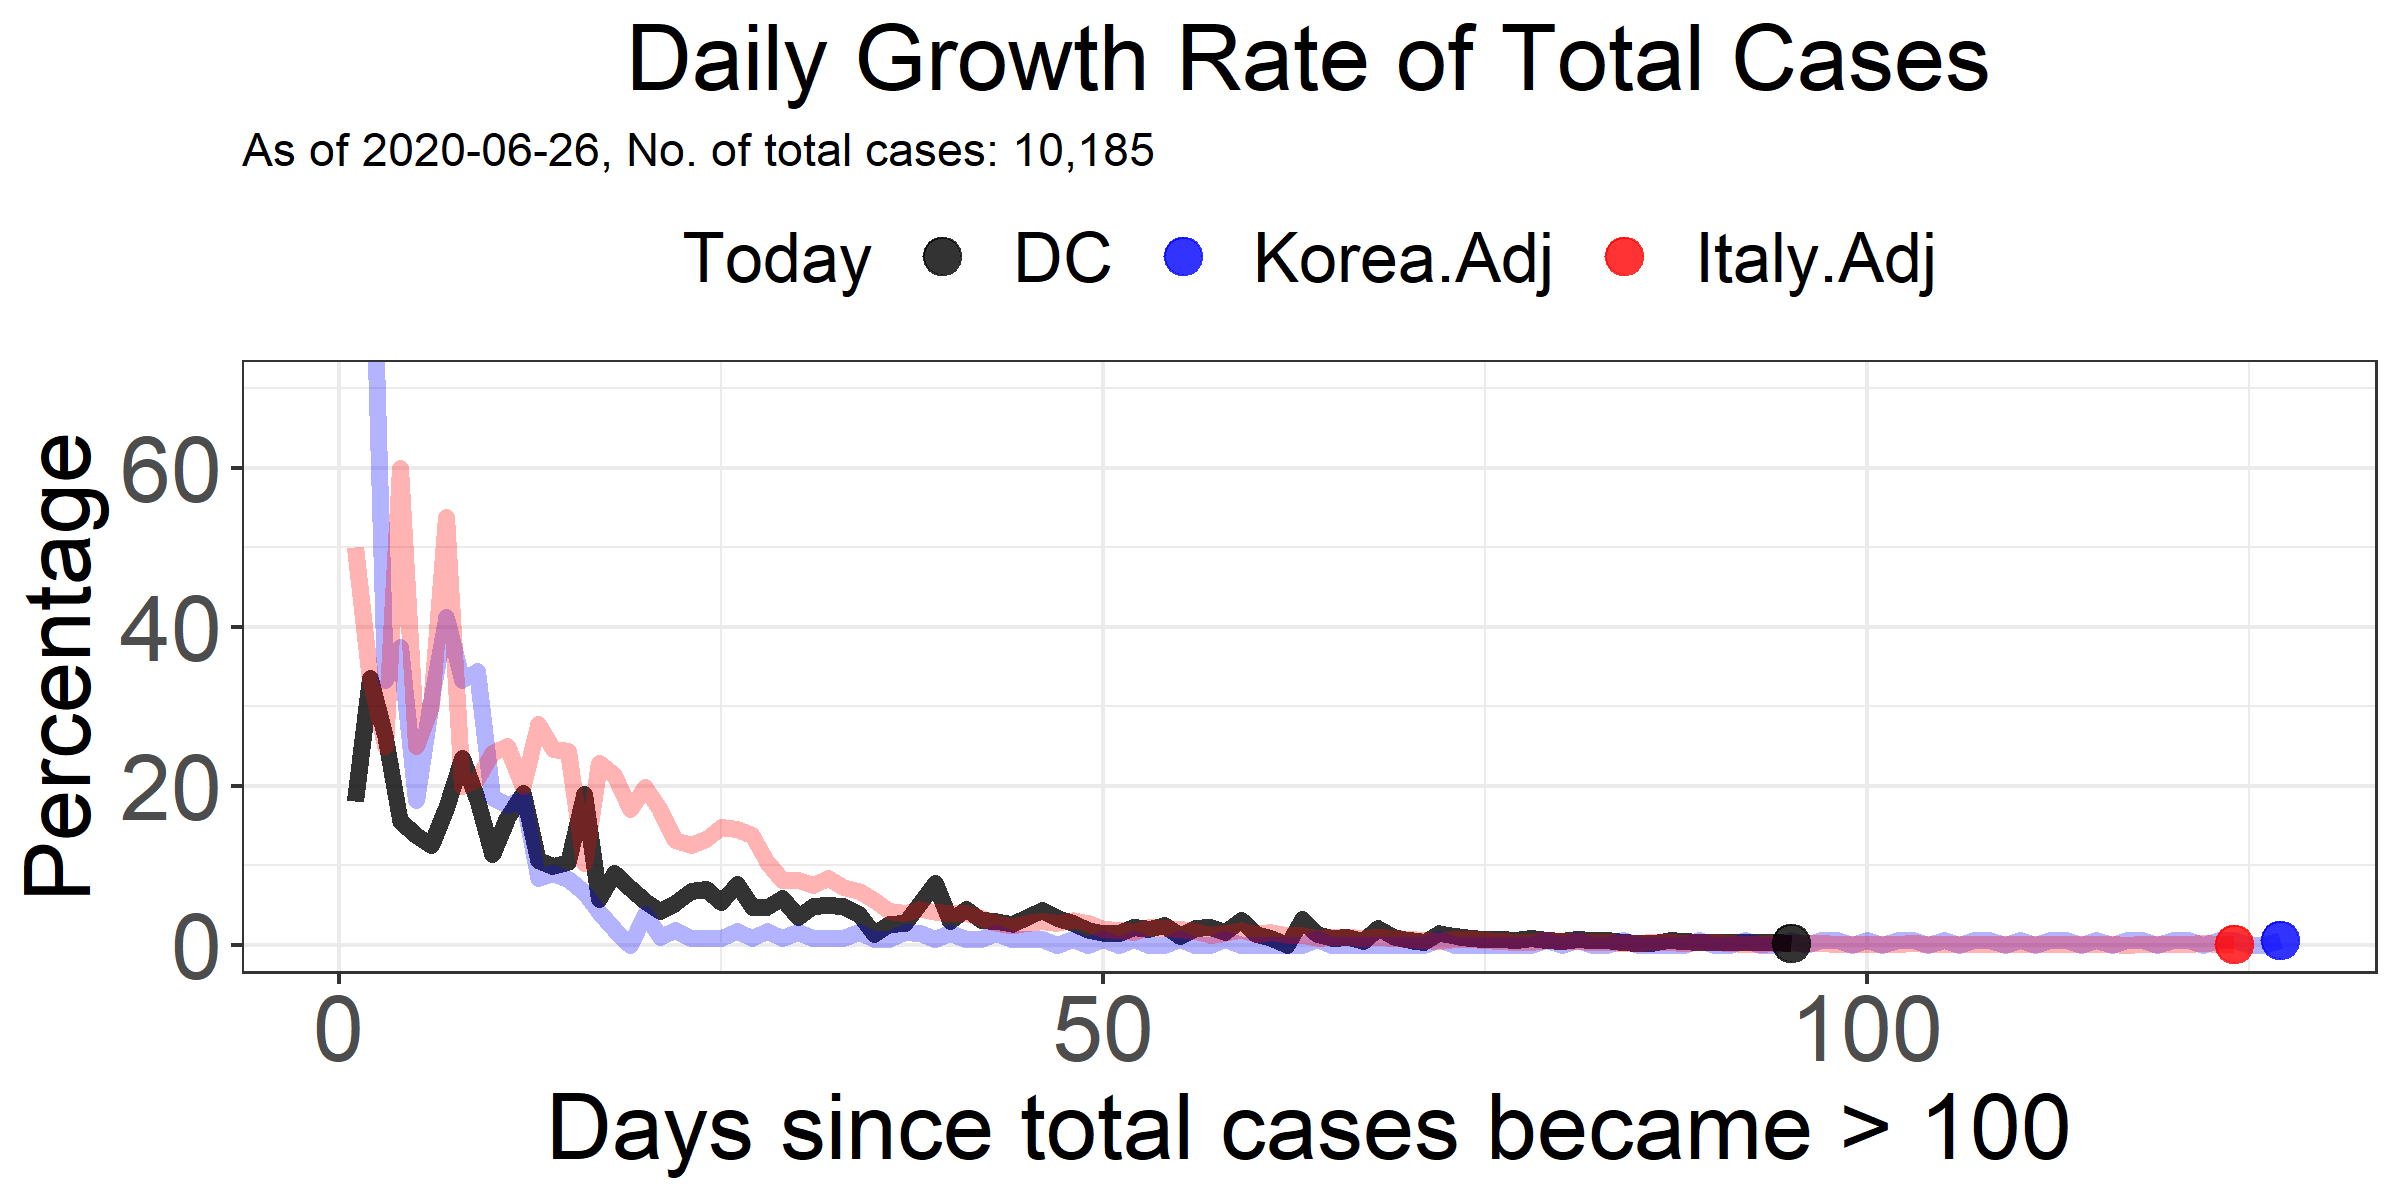 Daily Growth Rate of Total Cases
As of 2020-06-26, No. of total cases: 10,185
Today DC Korea.Adj Italy.Adj
Percentage
60
40
20
0
0 50 100
Days since total cases became > 100